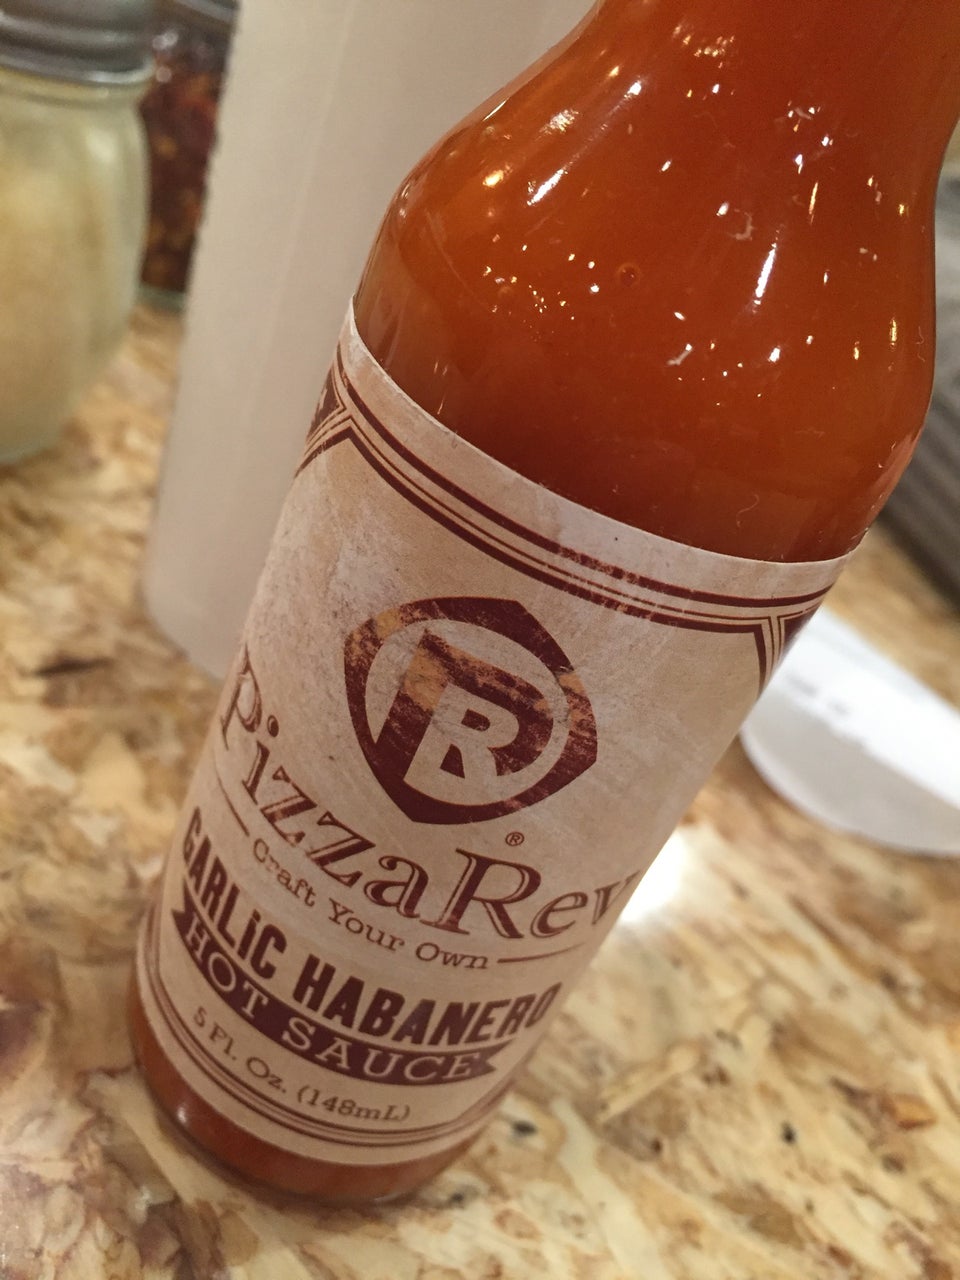 R
PizzaRev
®
Craft Your Own
GARLiC HABANERO
HOT SAUCE
5 Fl. Oz. (148mL)